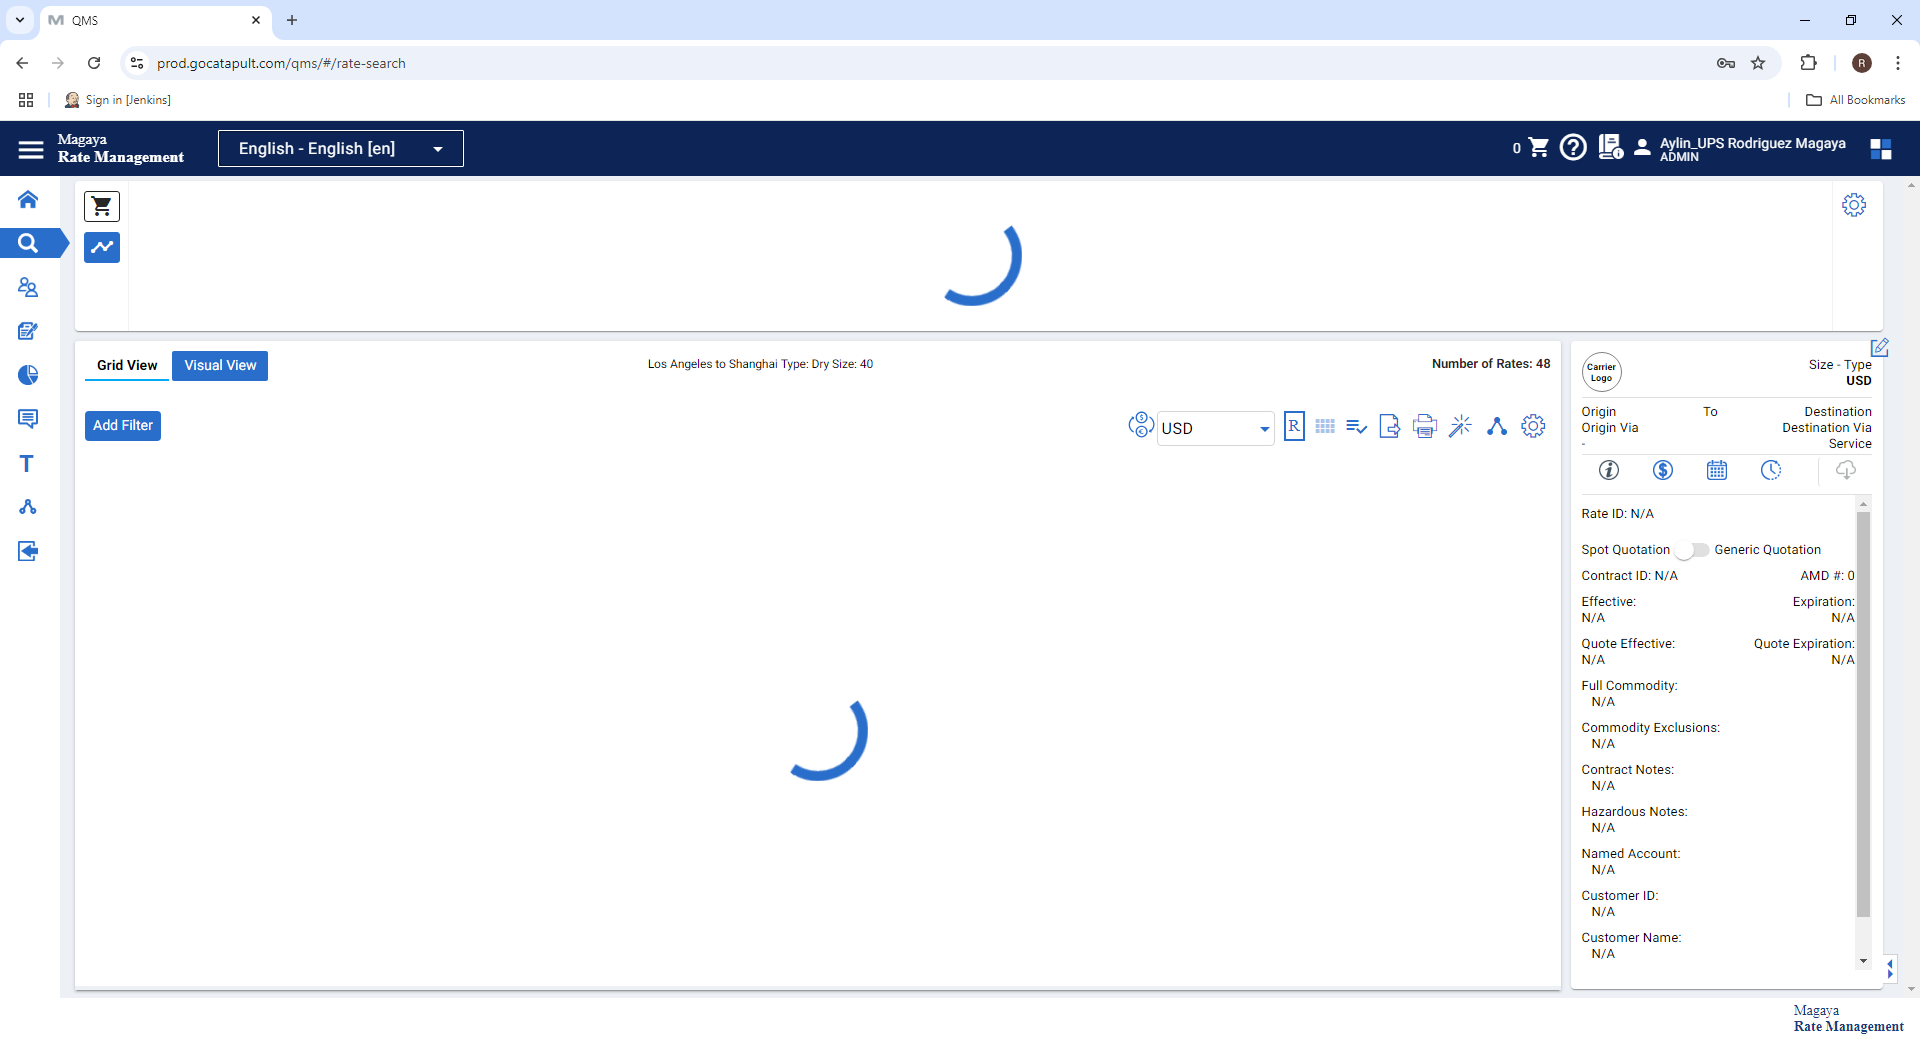 QMS
prod.gocatapult.com/qms/#/rate-search
R
Sign in [Jenkins]
All Bookmarks
Magaya
Rate Management
English - English [en]
0
Aylin_UPS Rodriguez Magaya
ADMIN
Grid View
Visual View
Los Angeles to Shanghai Type: Dry Size: 40
Number of Rates: 48
Add Filter
USD
R
Carrier
Logo
Size - Type
USD
Origin To Destination
Origin Via Destination Via
- Service
Rate ID: N/A
Spot Quotation Generic Quotation
Contract ID: N/A AMD #: 0
Effective: Expiration:
N/A N/A
Quote Effective: Quote Expiration:
N/A N/A
Full Commodity:
N/A
Commodity Exclusions:
N/A
Contract Notes:
N/A
Hazardous Notes:
N/A
Named Account:
N/A
Customer ID:
N/A
Customer Name:
N/A
T
Magaya
Rate Management